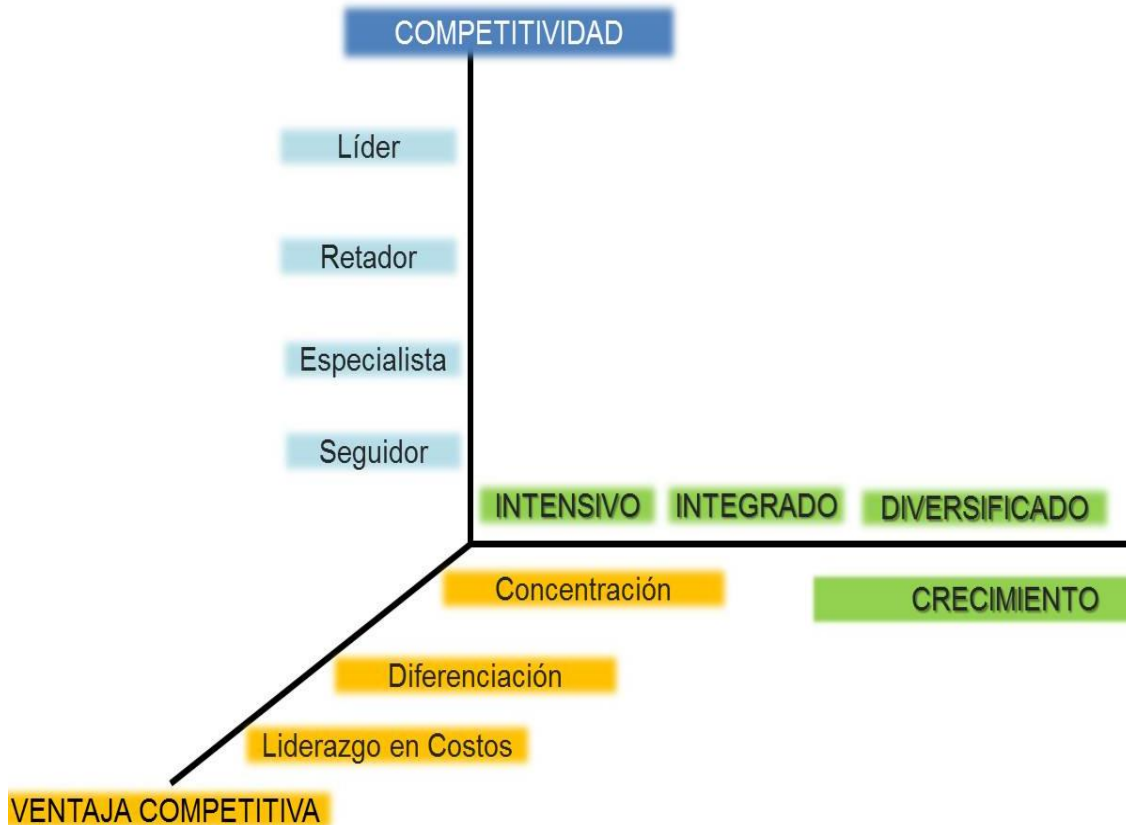 COMPETITIVIDAD
Líder
Retador
Especialista
Seguidor
INTENSIVO INTEGRADO DIVERSIFICADO
Concentración
CRECIMIENTO
Diferenciación
Liderazgo en Costos
VENTAJA COMPETITIVA